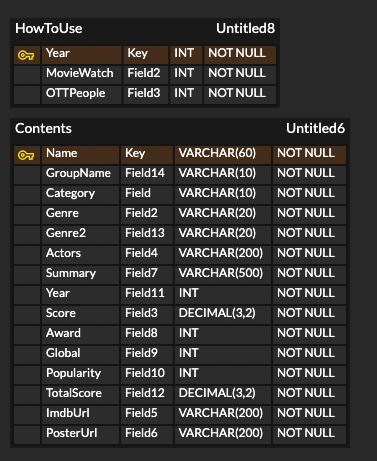 HowToUse Untitled8
Year Key INT NOT NULL
MovieWatch Field2 INT NOT NULL
OTTPeople Field3 INT NOT NULL
Contents Untitled6
Name Key VARCHAR(60) NOT NULL
GroupName Field14 VARCHAR(10) NOT NULL
Category Field VARCHAR(10) NOT NULL
Genre Field2 VARCHAR(20) NOT NULL
Genre2 Field13 VARCHAR(20) NOT NULL
Actors Field4 VARCHAR(200) NOT NULL
Summary Field7 VARCHAR(500) NOT NULL
Year Field11 INT NOT NULL
Score Field3 DECIMAL(3,2) NOT NULL
Award Field8 INT NOT NULL
Global Field9 INT NOT NULL
Popularity Field10 INT NOT NULL
TotalScore Field12 DECIMAL(3,2) NOT NULL
ImdbUrl Field5 VARCHAR(200) NOT NULL
PosterUrl Field6 VARCHAR(200) NOT NULL